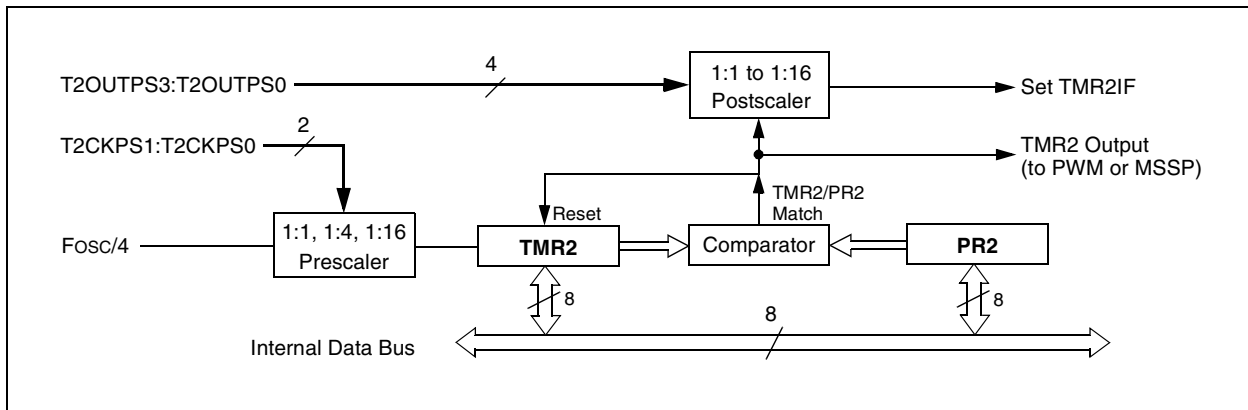 4
T2OUTPS3:T2OUTPS0
1:1 to 1:16
Postscaler
Set TMR2IF
2
T2CKPS1:T2CKPS0
TMR2 Output
(to PWM or MSSP)
TMR2/PR2
Match
Reset
FOSC/4
1:1, 1:4, 1:16
Prescaler
TMR2
Comparator
PR2
8
8
8
Internal Data Bus